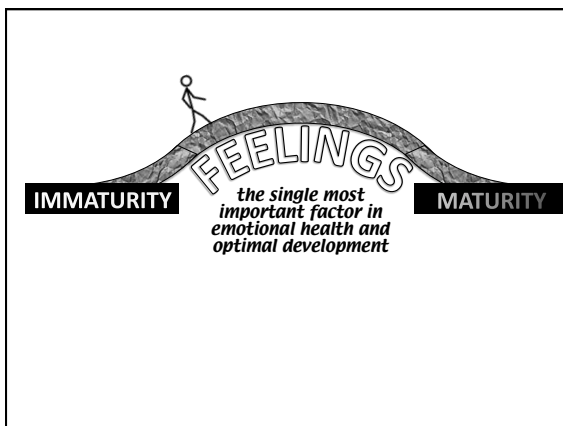 FEELINGS
IMMATURITY
MATURITY
the single most
important factor in
emotional health and
optimal development